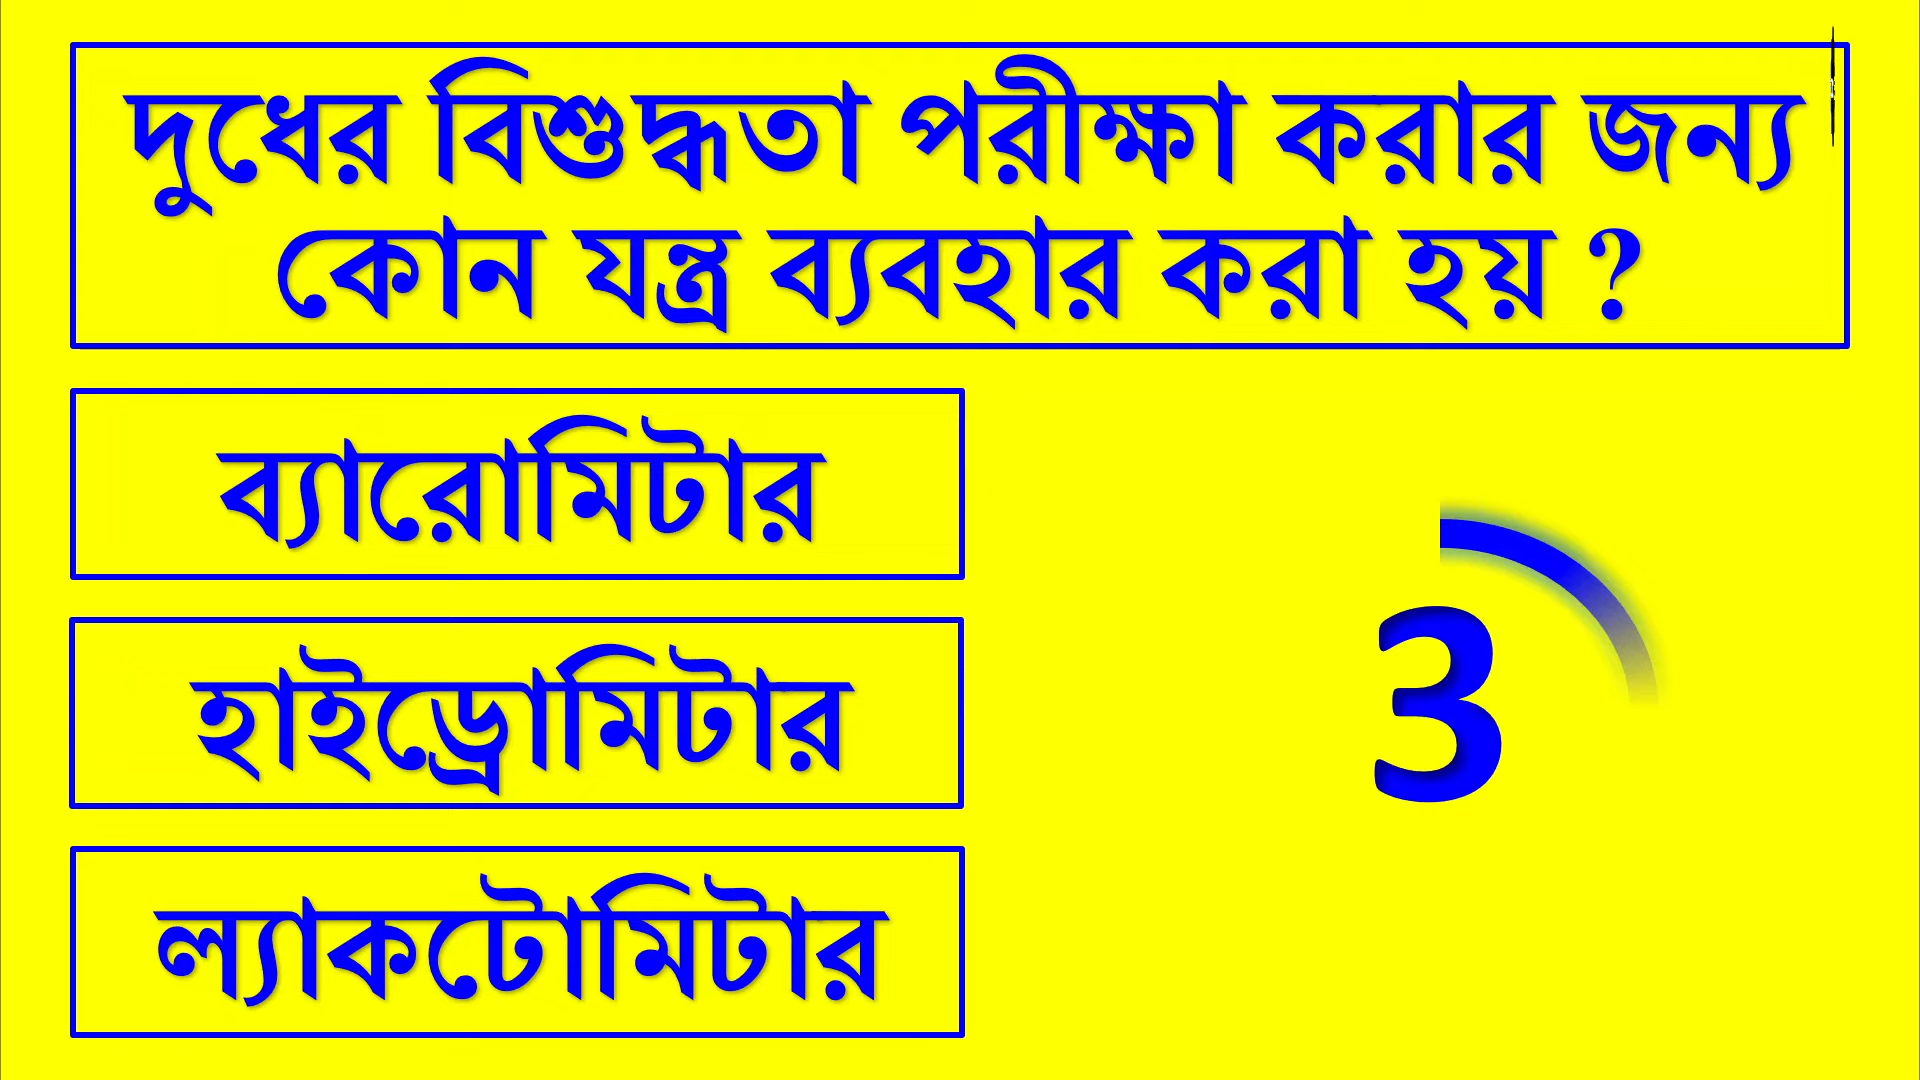 দুধের বিশুদ্ধতা পরীক্ষা করার জন্য
কোন যন্ত্র ব্যবহার করা হয় ?
ব্যারোমিটার
হাইড্রোমিটার
ল্যাকটোমিটার
3